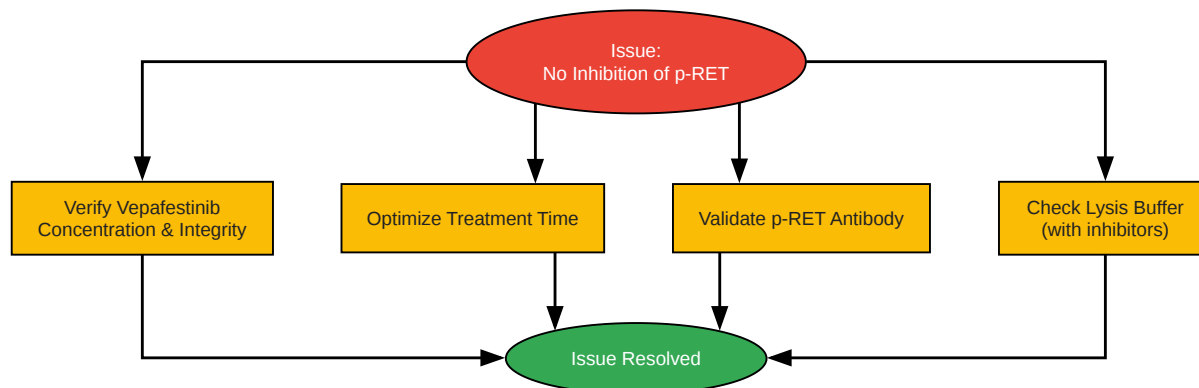 Issue:
No Inhibition of p-RET
Verify Vepafestinib
Concentration & Integrity
Optimize Treatment Time
Validate p-RET Antibody
Check Lysis Buffer
(with inhibitors)
Issue Resolved